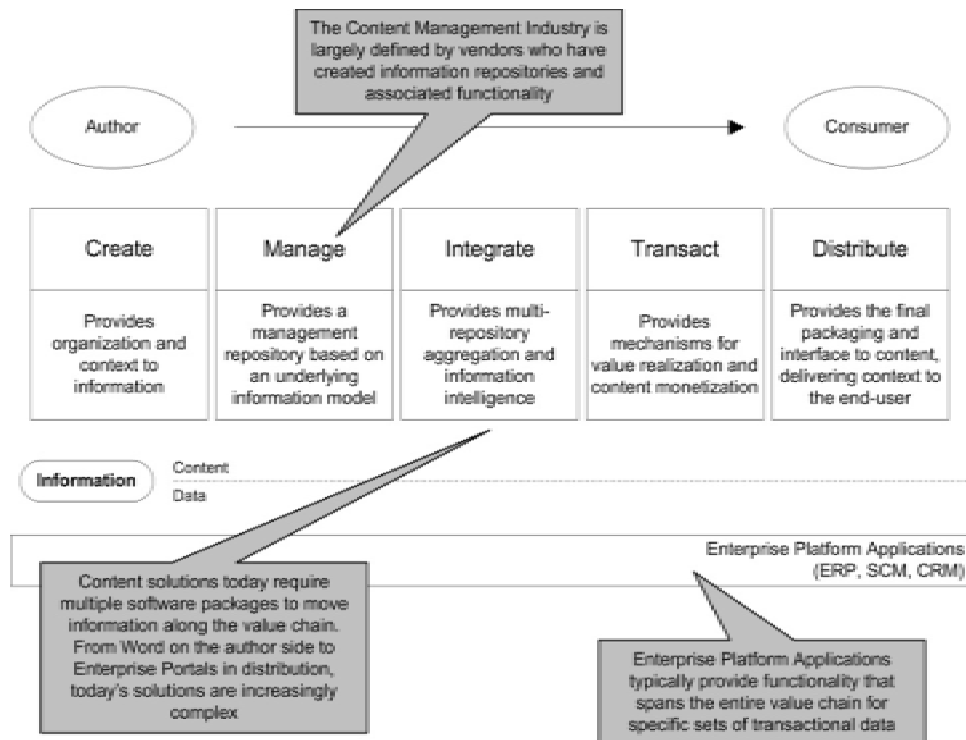 The Content Management Industry is
largely defined by vendors who have
created information repositories and
associated functionality
Author
Consumer
Create
Manage
Integrate
Transact
Distribute
Provides
organization and
context to
information
Provides a
management
repository based on
an underlying
information model
Provides multi-
repository
aggregation and
information
intelligence
Provides
mechanisms for
value realization and
content monetization
Provides the final
packaging and
interface to content,
delivering context to
the end-user
Information
Content
Data
Enterprise Platform Applications
(ERP, SCM, CRM)
Content solutions today require
multiple software packages to move
information along the value chain.
From Word on the author side to
Enterprise Portals in distribution,
today's solutions are increasingly
complex
Enterprise Platform Applications
typically provide functionality that
spans the entire value chain for
specific sets of transactional data